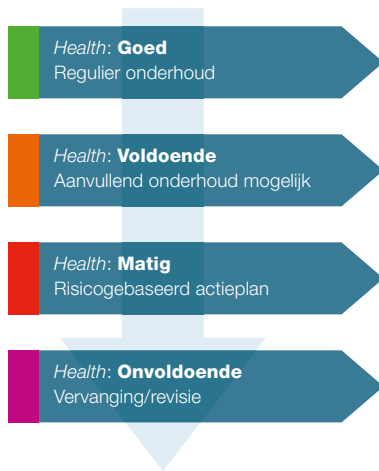 Health: Goed
Regulier onderhoud
Health: Voldoende
Aanvullend onderhoud mogelijk
Health: Matig
Risicogebaseerd actieplan
Health: Onvoldoende
Vervanging/revisie